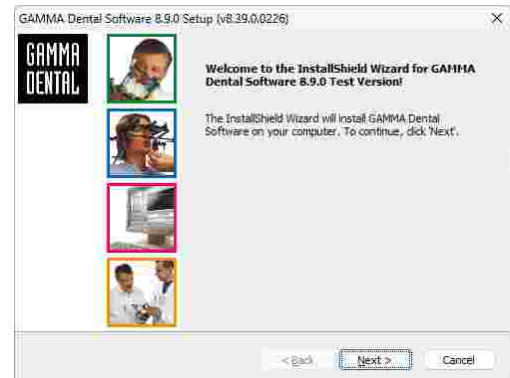 GAMMA Dental Software 8.9.0 Setup (v8.39.0.0226)
GAMMA
DENTAL
Welcome to the InstallShield Wizard for GAMMA
Dental Software 8.9.0 Test Version!
The InstallShield Wizard will install GAMMA Dental
Software on your computer. To continue, click 'Next'.
< Back
Next >
Cancel